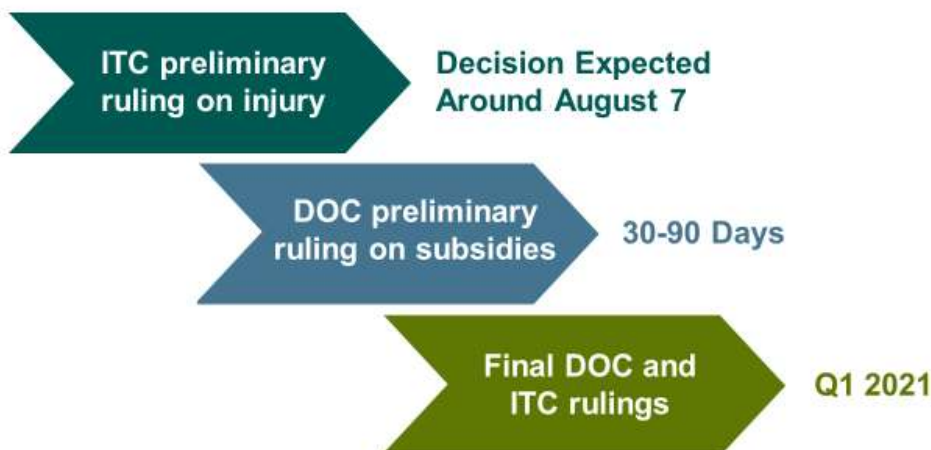 ITC preliminary
ruling on injury
Decision Expected
Around August 7
DOC preliminary
ruling on subsidies
30-90 Days
Final DOC and
ITC rulings
Q1 2021